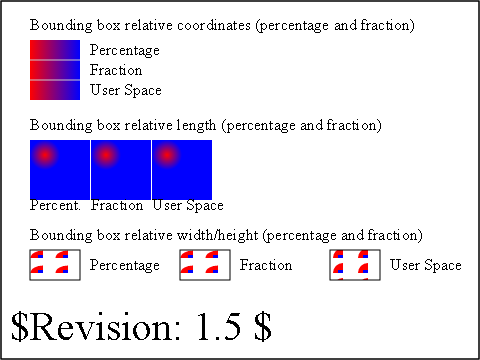 Bounding box relative coordinates (percentage and fraction)
Percentage
Fraction
User Space
Bounding box relative length (percentage and fraction)
Percent. Fraction User Space
Bounding box relative width/height (percentage and fraction)
Percentage Fraction User Space
$Revision: 1.5 $